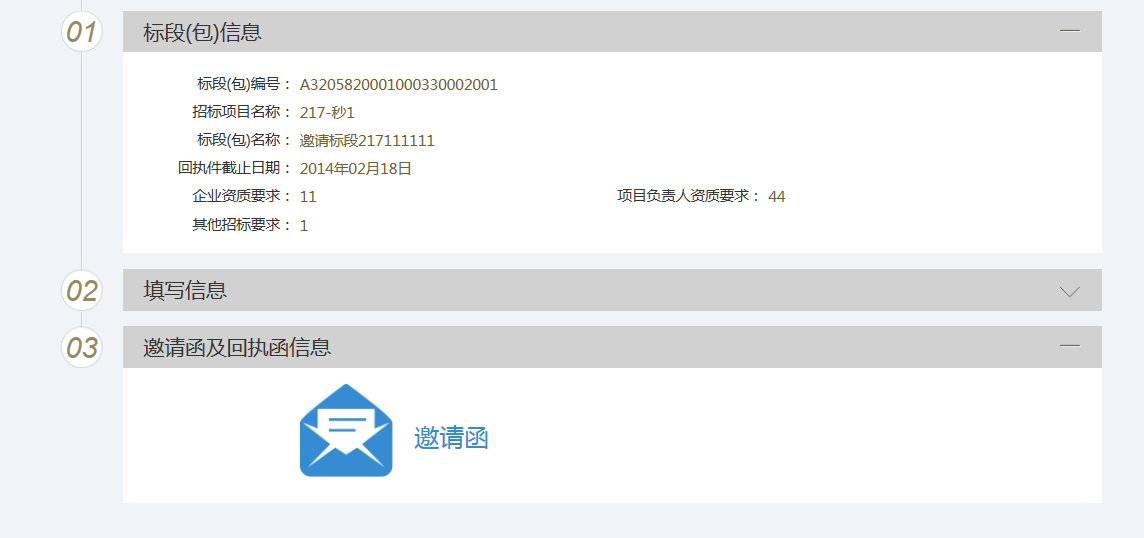 01 标段(包)信息
标段(包)编号： A3205820001000330002001
招标项目名称： 217-秒1
标段(包)名称： 邀请标段217111111
回执件截止日期： 2014年02月18日
企业资质要求： 11 项目负责人资质要求： 44
其他招标要求： 1
02 填写信息
03 邀请函及回执函信息
邀请函